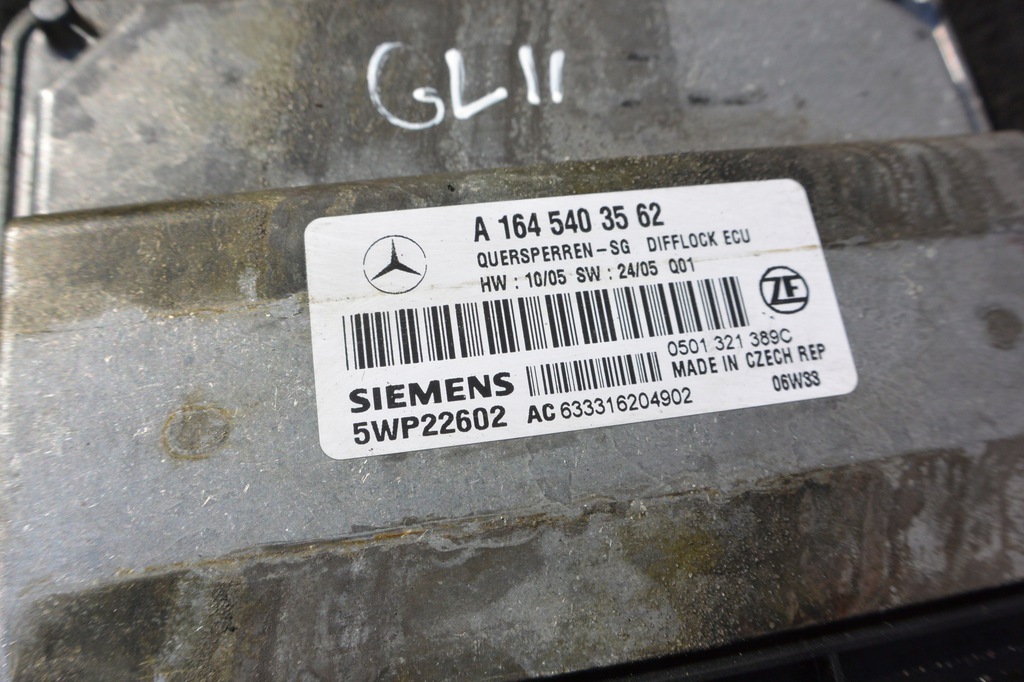 GL11
A 164 540 35 62
QUERSPERREN-SG DIFFLOCK ECU
HW : 10/05 SW : 24/05 Q01
ZF
0501 321 389C
MADE IN CZECH REP
06W33
SIEMENS
5WP22602
AC 633316204902